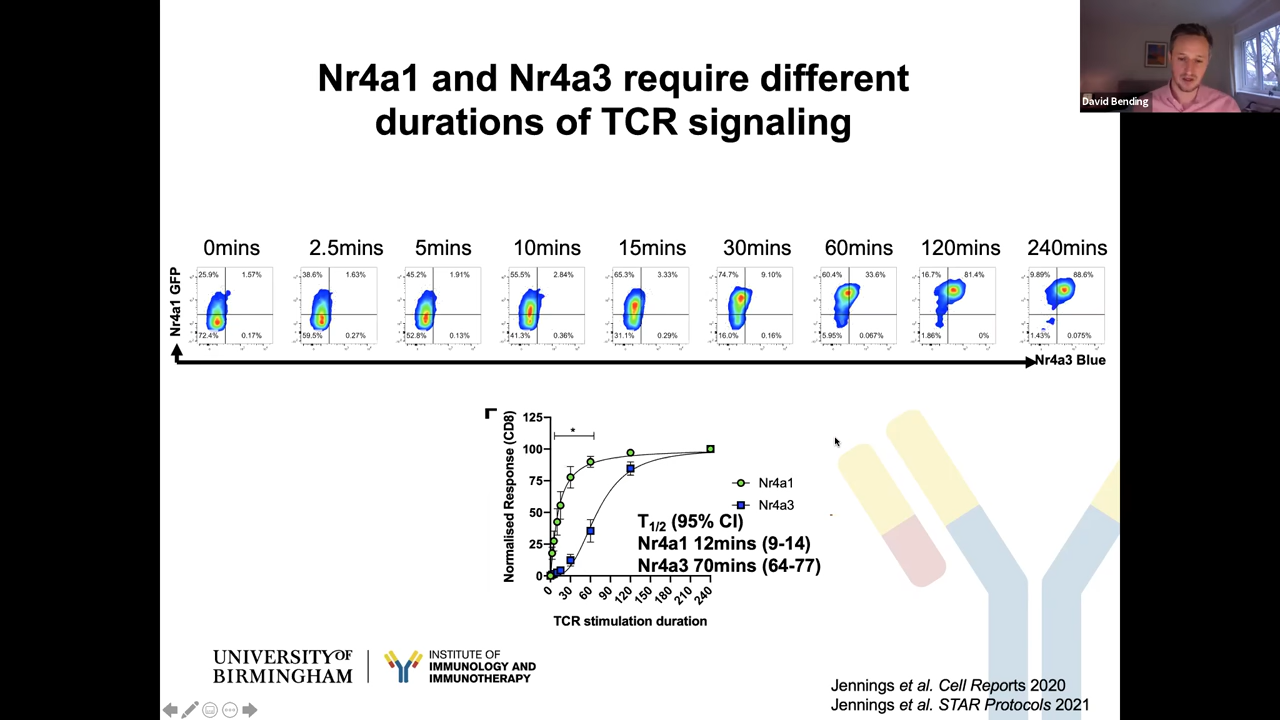 Nr4a1 and Nr4a3 require different
durations of TCR signaling
David Bending
0mins 2.5mins 5mins 10mins 15mins 30mins 60mins 120mins 240mins
Nr4a1 GFP
25.9% 1.57% 38.6% 1.63% 45.2% 1.91% 55.5% 2.84% 65.3% 3.33% 74.7% 9.10% 60.4% 33.6% 16.7% 81.4% 9.89% 88.6%
72.4% 0.17% 59.5% 0.27% 52.8% 0.13% 41.3% 0.36% 31.1% 0.29% 16.0% 0.16% 5.95% 0.067% 1.86% 0% 1.43% 0.075%
Nr4a3 Blue
Normalised Response (CD8)
125
100
75
50
25
0
*
0 30 60 90 120 150 180 210 240
TCR stimulation duration
Nr4a1
Nr4a3
T1/2 (95% CI)
Nr4a1 12mins (9-14)
Nr4a3 70mins (64-77)
UNIVERSITY OF
BIRMINGHAM
INSTITUTE OF
IMMUNOLOGY AND
IMMUNOTHERAPY
Jennings et al. Cell Reports 2020
Jennings et al. STAR Protocols 2021